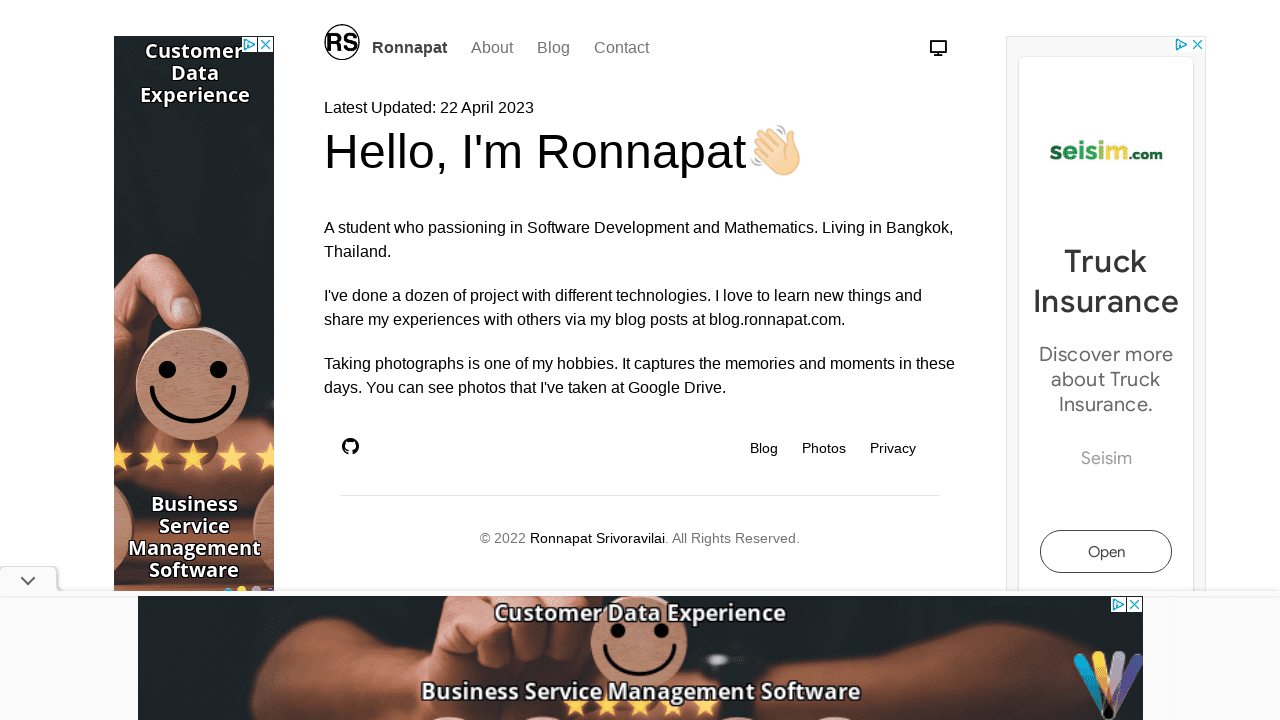 Customer
Data
Experience
Business
Service
Management
Software
RS
Ronnapat
About
Blog
Contact
Latest Updated: 22 April 2023
Hello, I'm Ronnapat👋🏻
A student who passioning in Software Development and Mathematics. Living in Bangkok,
Thailand.
I've done a dozen of project with different technologies. I love to learn new things and
share my experiences with others via my blog posts at blog.ronnapat.com.
Taking photographs is one of my hobbies. It captures the memories and moments in these
days. You can see photos that I've taken at Google Drive.
Blog
Photos
Privacy
© 2022 Ronnapat Srivoravilai. All Rights Reserved.
seisim.com
Truck
Insurance
Discover more
about Truck
Insurance.
Seisim
Open
Customer Data Experience
Business Service Management Software